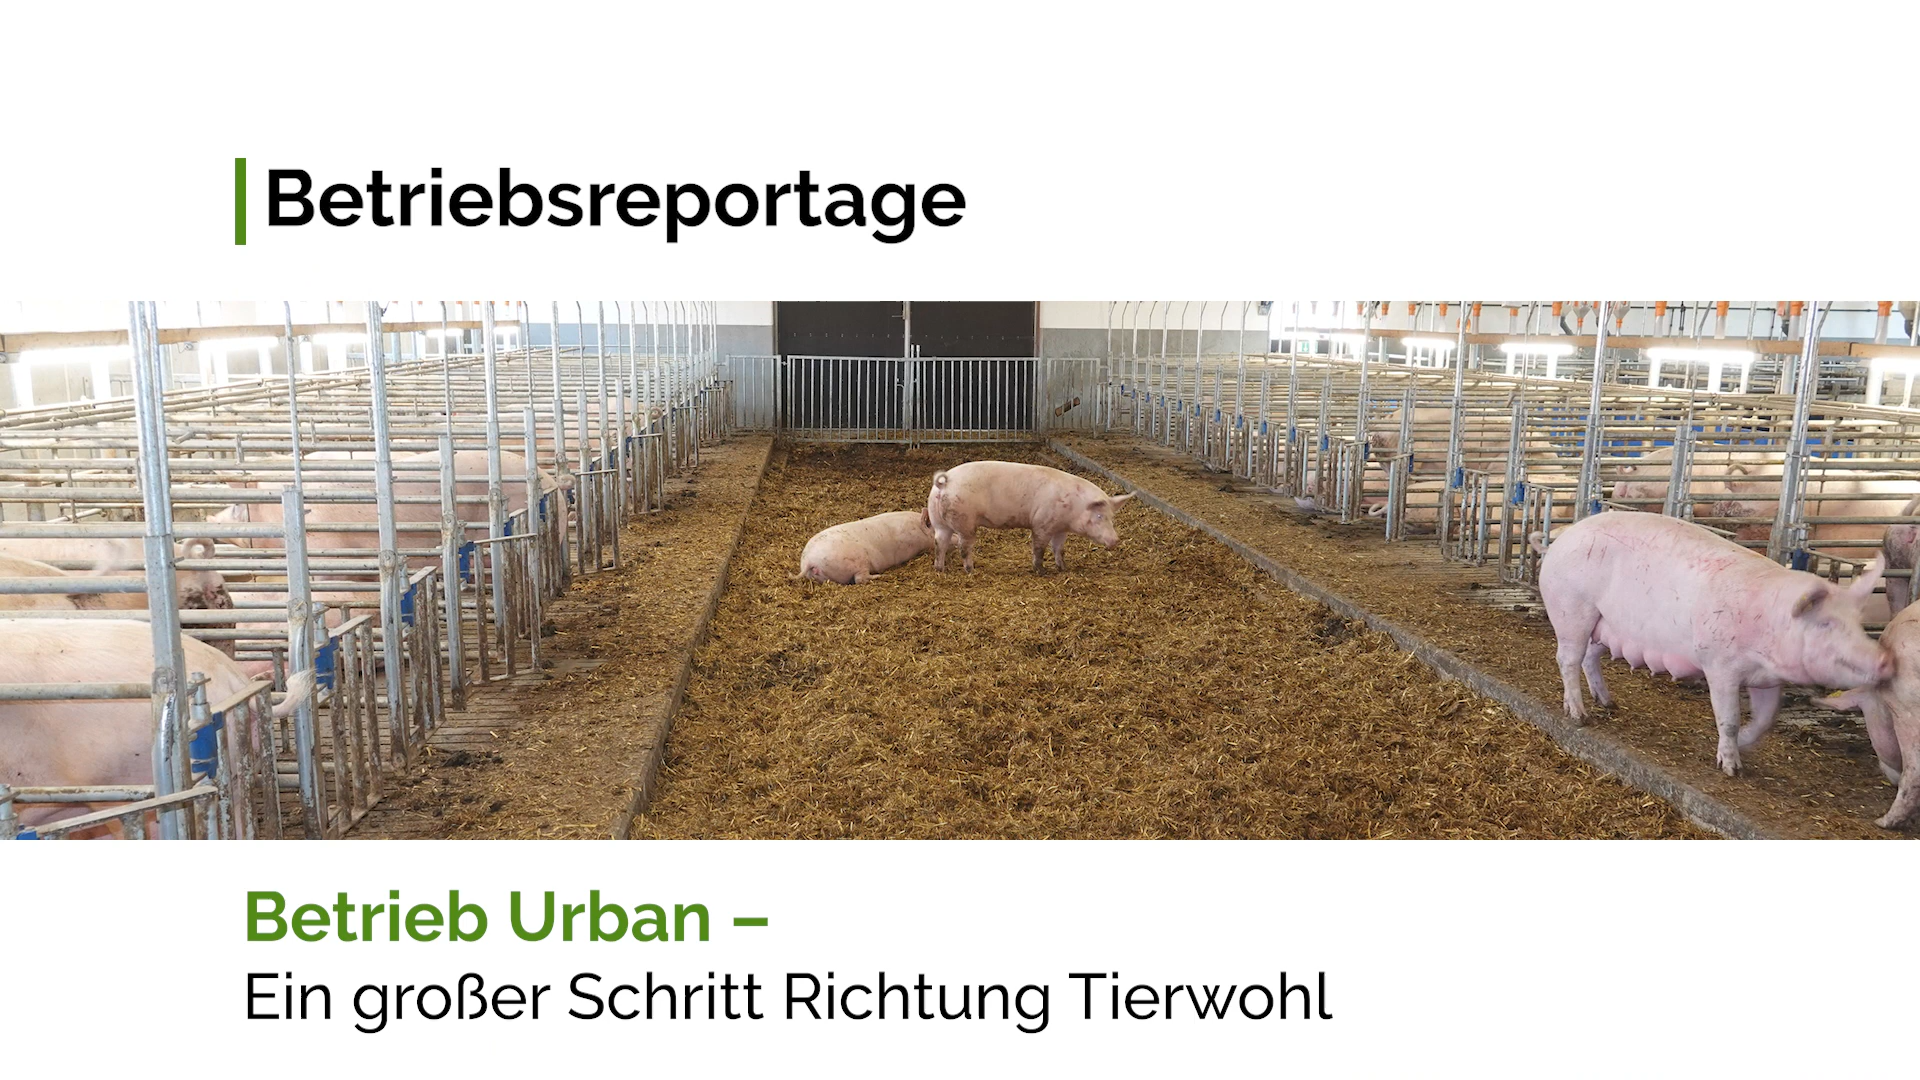 Betriebsreportage
Betrieb Urban –
Ein großer Schritt Richtung Tierwohl